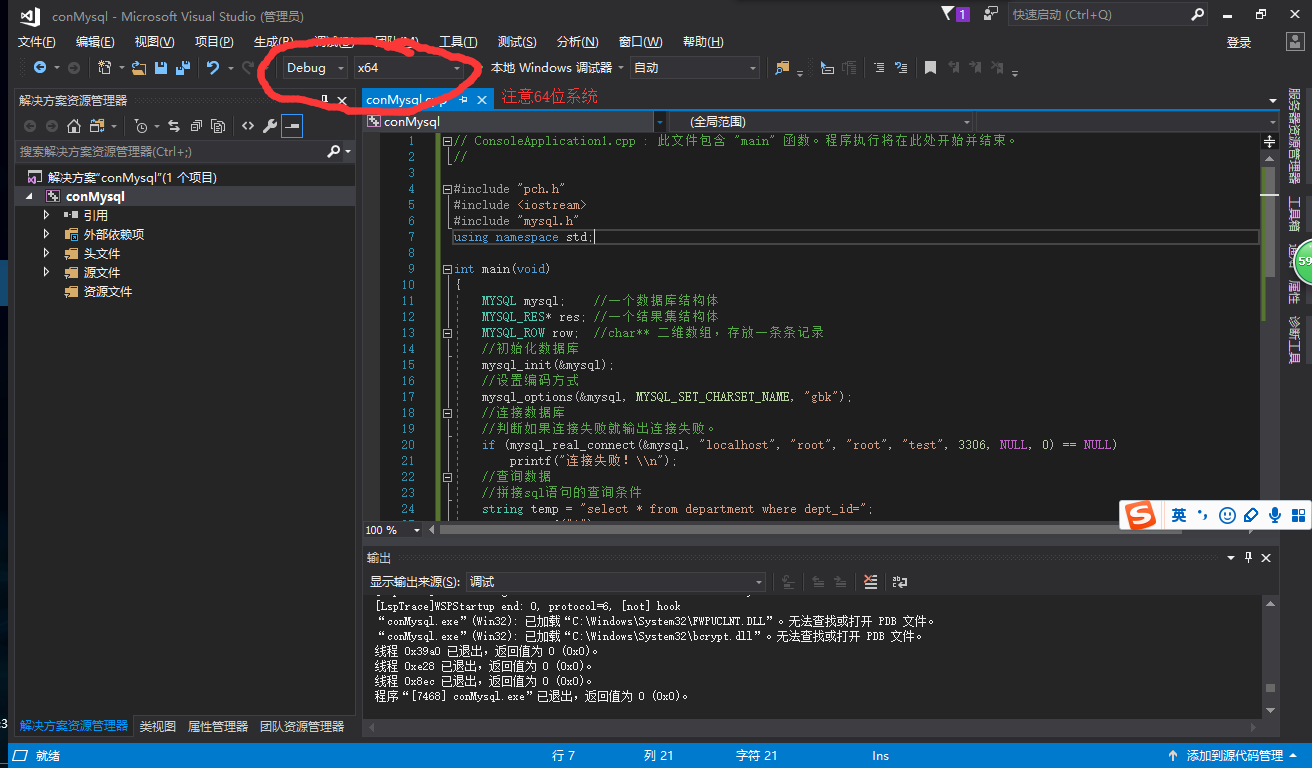 conMysql - Microsoft Visual Studio (管理员)
1
快速启动 (Ctrl+Q)
文件(F) 编辑(E) 视图(V) 项目(P) 生成(B) 调试(D) 团队(M) 工具(T) 测试(S) 分析(N) 窗口(W) 帮助(H)
登录
Debug x64 本地 Windows 调试器 自动
解决方案资源管理器
搜索解决方案资源管理器(Ctrl+;)
解决方案"conMysql"(1 个项目)
conMysql
引用
外部依赖项
头文件
源文件
资源文件
解决方案资源管理器 类视图 属性管理器 团队资源管理器
conMysql.cpp
注意64位系统
conMysql (全局范围)
1 // ConsoleApplication1.cpp : 此文件包含 "main" 函数。程序执行将在此处开始并结束。
2 //
3
4 #include "pch.h"
5 #include <iostream>
6 #include "mysql.h"
7 using namespace std;
8
9 int main(void)
10 {
11 MYSQL mysql; //一个数据库结构体
12 MYSQL_RES* res; //一个结果集结构体
13 MYSQL_ROW row; //char** 二维数组，存放一条条记录
14 //初始化数据库
15 mysql_init(&mysql);
16 //设置编码方式
17 mysql_options(&mysql, MYSQL_SET_CHARSET_NAME, "gbk");
18 //连接数据库
19 //判断如果连接失败就输出连接失败。
20 if (mysql_real_connect(&mysql, "localhost", "root", "root", "test", 3306, NULL, 0) == NULL)
21 printf("连接失败！\\n");
22 //查询数据
23 //拼接sql语句的查询条件
24 string temp = "select * from department where dept_id=";
100 %
输出
显示输出来源(S): 调试
[LspTrace]WSPStartup end: 0, protocol=6, [not] hook
“conMysql.exe”(Win32): 已加载“C:\Windows\System32\FWPUCLNT.DLL”。无法查找或打开 PDB 文件。
“conMysql.exe”(Win32): 已加载“C:\Windows\System32\bcrypt.dll”。无法查找或打开 PDB 文件。
线程 0x39a0 已退出，返回值为 0 (0x0)。
线程 0xe28 已退出，返回值为 0 (0x0)。
线程 0x8ec 已退出，返回值为 0 (0x0)。
程序“[7468] conMysql.exe”已退出，返回值为 0 (0x0)。
服务器资源管理器
工具箱
属性
诊断工具
59
S 英
:3
就绪 行 7 列 21 字符 21 Ins 添加到源代码管理